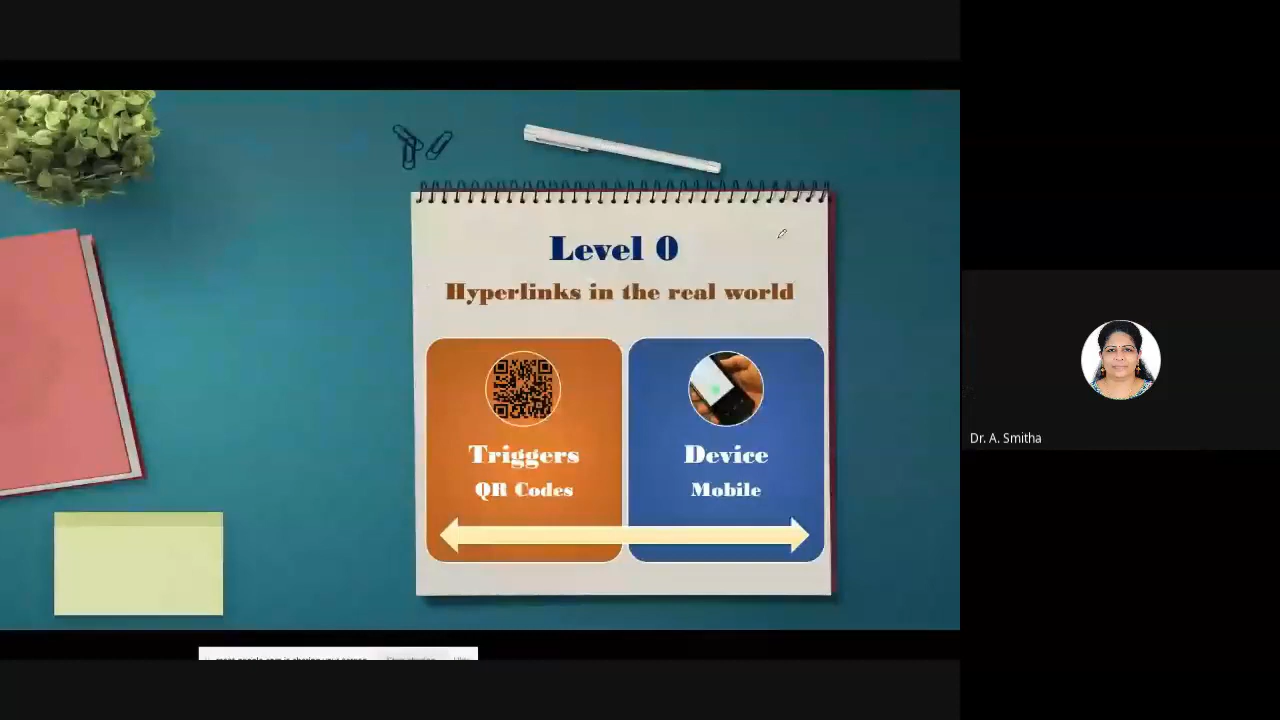 Level 0
Hyperlinks in the real world
Triggers
QR Codes
Device
Mobile
Dr. A. Smitha